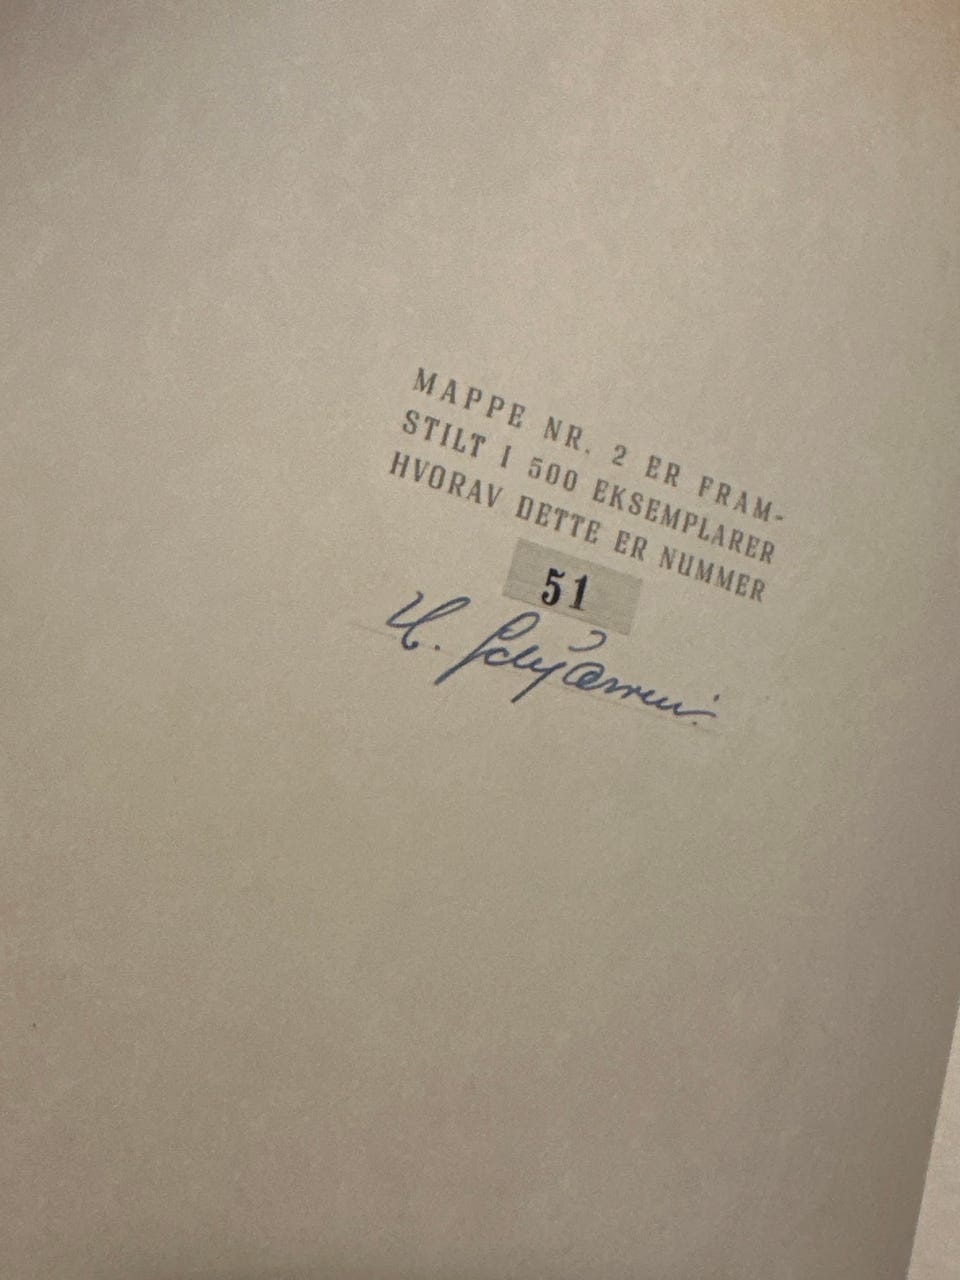 MAPPE NR. 2 ER FRAM-
STILT I 500 EKSEMPLARER
HVORAV DETTE ER NUMMER
51
H.